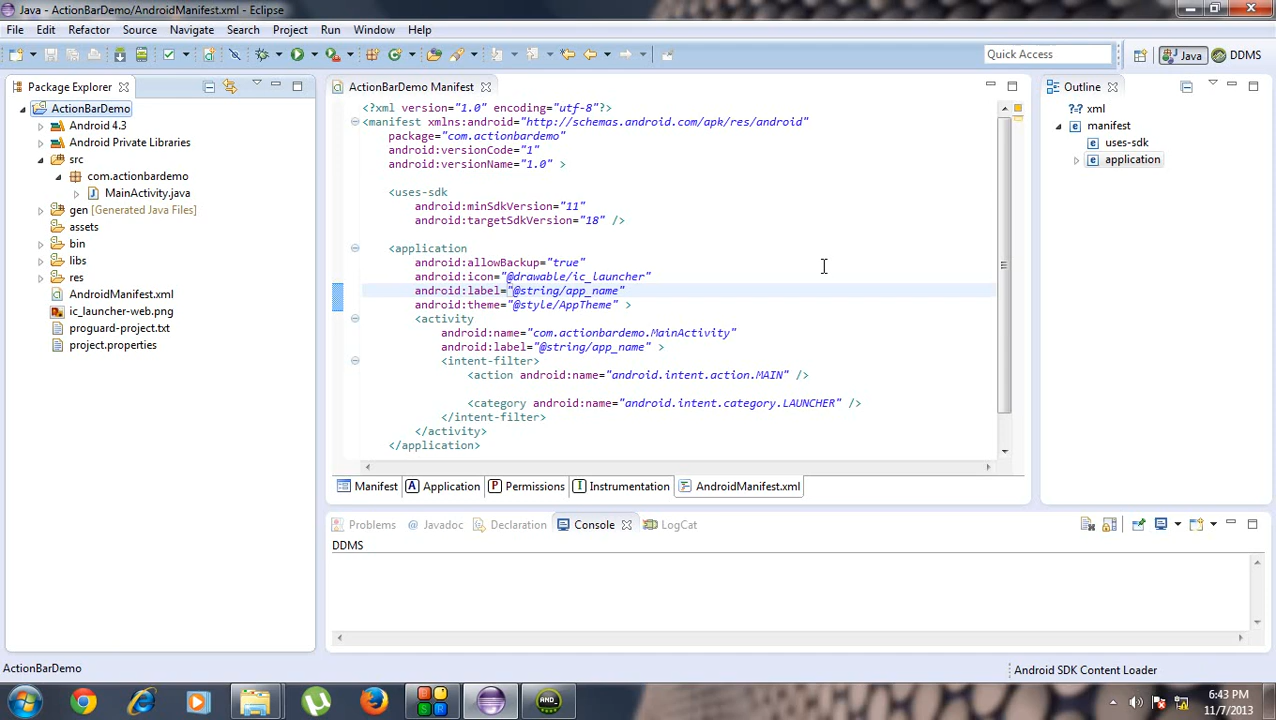 Java - ActionBarDemo/AndroidManifest.xml - Eclipse
File Edit Refactor Source Navigate Search Project Run Window Help
Quick Access
Java
DDMS
Package Explorer
ActionBarDemo
Android 4.3
Android Private Libraries
src
com.actionbardemo
MainActivity.java
gen [Generated Java Files]
assets
bin
libs
res
AndroidManifest.xml
ic_launcher-web.png
proguard-project.txt
project.properties
ActionBarDemo Manifest
<?xml version="1.0" encoding="utf-8"?>
<manifest xmlns:android="http://schemas.android.com/apk/res/android"
package="com.actionbardemo"
android:versionCode="1"
android:versionName="1.0" >
<uses-sdk
android:minSdkVersion="11"
android:targetSdkVersion="18" />
<application
android:allowBackup="true"
android:icon="@drawable/ic_launcher"
android:label="@string/app_name"
android:theme="@style/AppTheme" >
<activity
android:name="com.actionbardemo.MainActivity"
android:label="@string/app_name" >
<intent-filter>
<action android:name="android.intent.action.MAIN" />
<category android:name="android.intent.category.LAUNCHER" />
</intent-filter>
</activity>
</application>
Manifest Application Permissions Instrumentation AndroidManifest.xml
Outline
xml
manifest
uses-sdk
application
Problems Javadoc Declaration Console LogCat
DDMS
ActionBarDemo
Android SDK Content Loader
AND_
6:43 PM
11/7/2013